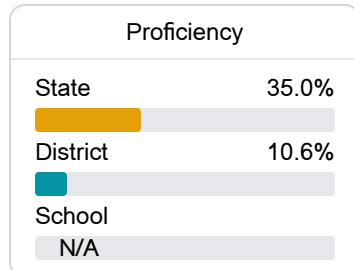 Proficiency
State 35.0%
District 10.6%
School
N/A